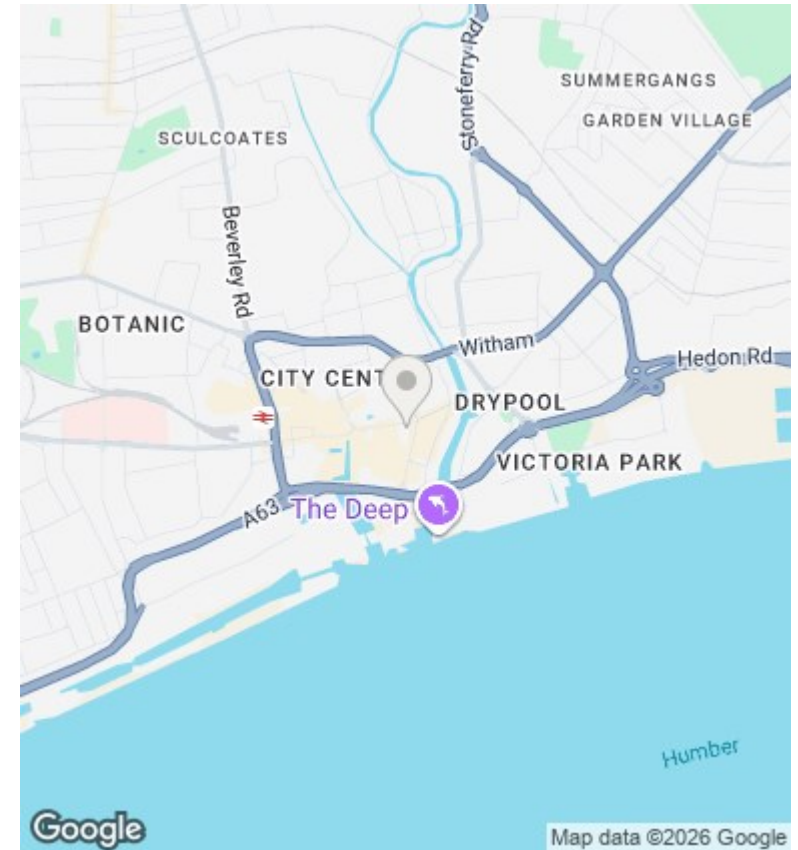 Stoneferry Rd
SUMMERGANGS
GARDEN VILLAGE
SCULCOATES
Beverley Rd
BOTANIC
Witham
Hedon Rd
CITY CENT
DRYPOOL
VICTORIA PARK
The Deep
A63
Humber
Google
Map data ©2026 Google